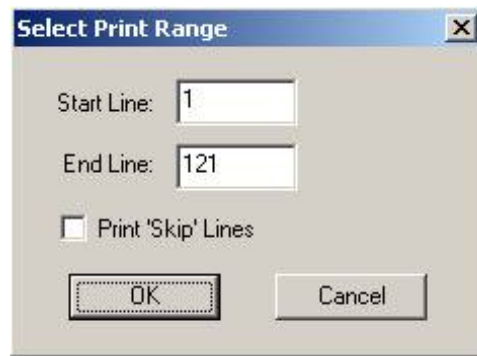 Select Print Range
Start Line: 1
End Line: 121
Print 'Skip' Lines
OK Cancel